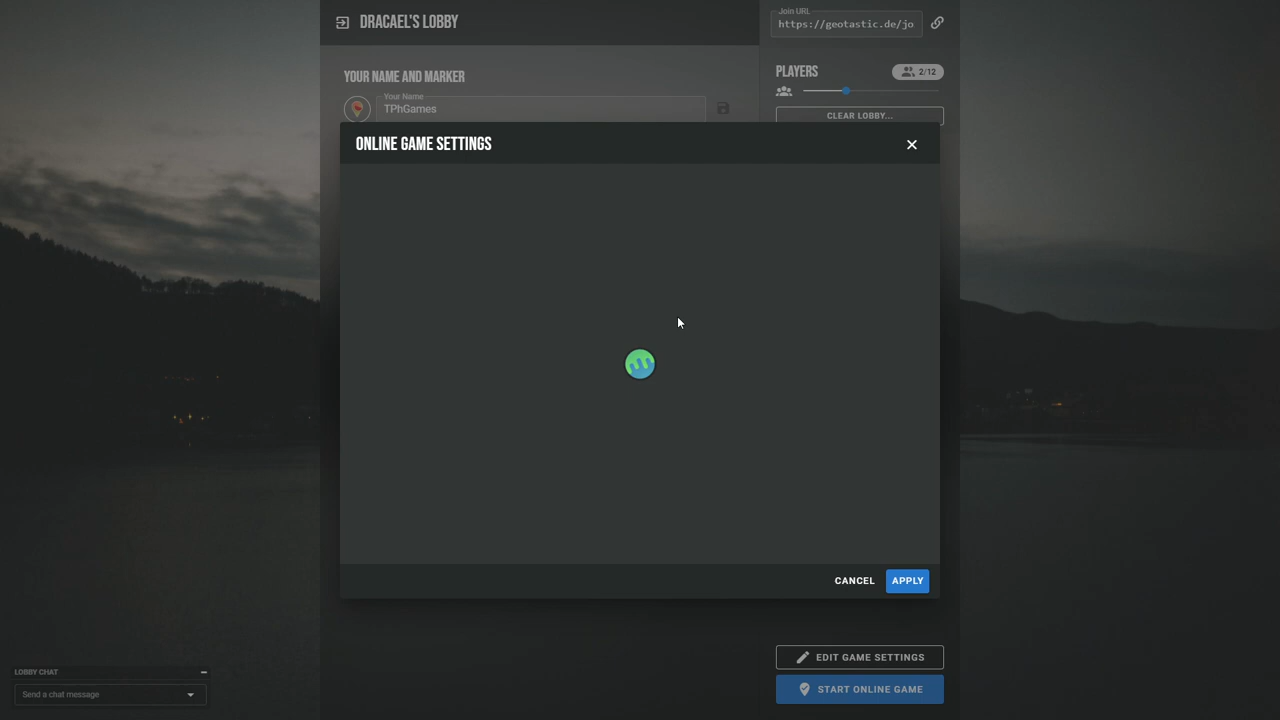 DRACAEL'S LOBBY
Join URL
https://geotastic.de/jo
YOUR NAME AND MARKER
Your Name
TPhGames
PLAYERS
2/12
CLEAR LOBBY...
ONLINE GAME SETTINGS
CANCEL
APPLY
EDIT GAME SETTINGS
START ONLINE GAME
LOBBY CHAT
Send a chat message